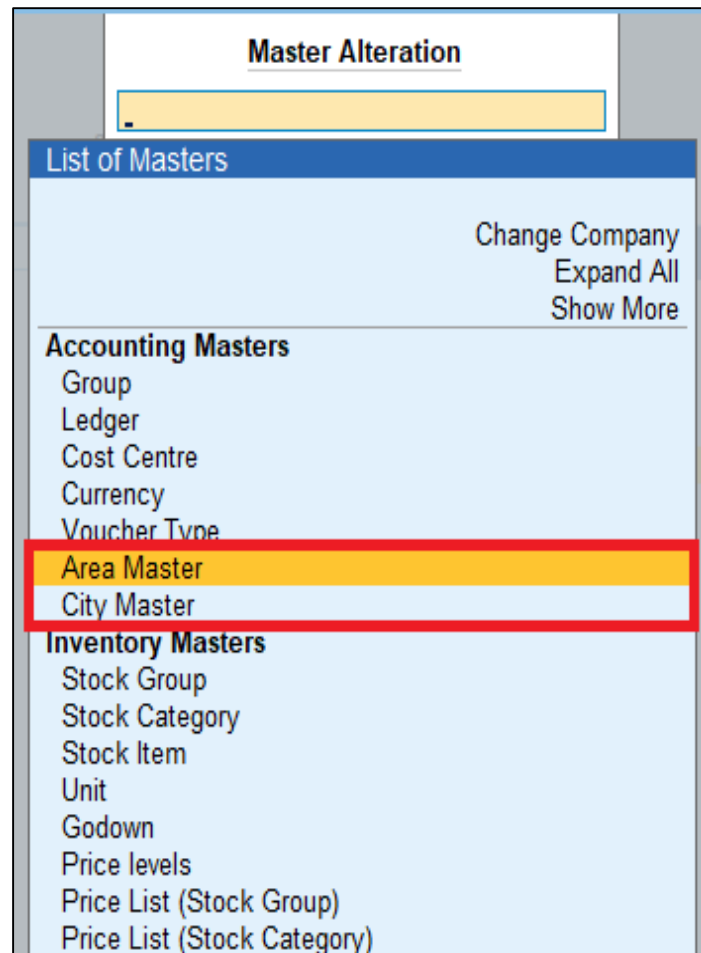 Master Alteration
List of Masters
Change Company
Expand All
Show More
Accounting Masters
Group
Ledger
Cost Centre
Currency
Voucher Type
Area Master
City Master
Inventory Masters
Stock Group
Stock Category
Stock Item
Unit
Godown
Price levels
Price List (Stock Group)
Price List (Stock Category)